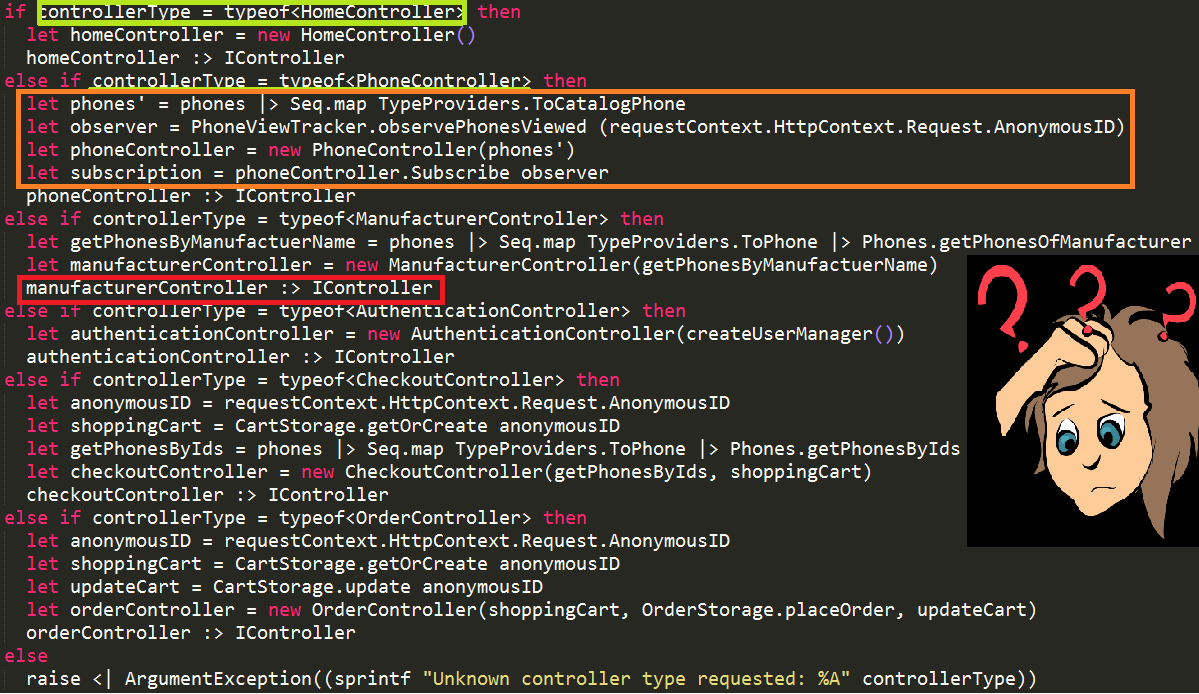 if controllerType = typeof<HomeController> then
let homeController = new HomeController()
homeController :> IController
else if controllerType = typeof<PhoneController> then
let phones' = phones |> Seq.map TypeProviders.ToCatalogPhone
let observer = PhoneViewTracker.observePhonesViewed (requestContext.HttpContext.Request.AnonymousID)
let phoneController = new PhoneController(phones')
let subscription = phoneController.Subscribe observer
phoneController :> IController
else if controllerType = typeof<ManufacturerController> then
let getPhonesByManufactuerName = phones |> Seq.map TypeProviders.ToPhone |> Phones.getPhonesOfManufacturer
let manufacturerController = new ManufacturerController(getPhonesByManufactuerName)
manufacturerController :> IController
else if controllerType = typeof<AuthenticationController> then
let authenticationController = new AuthenticationController(createUserManager())
authenticationController :> IController
else if controllerType = typeof<CheckoutController> then
let anonymousID = requestContext.HttpContext.Request.AnonymousID
let shoppingCart = CartStorage.getOrCreate anonymousID
let getPhonesByIds = phones |> Seq.map TypeProviders.ToPhone |> Phones.getPhonesByIds
let checkoutController = new CheckoutController(getPhonesByIds, shoppingCart)
checkoutController :> IController
else if controllerType = typeof<OrderController> then
let anonymousID = requestContext.HttpContext.Request.AnonymousID
let shoppingCart = CartStorage.getOrCreate anonymousID
let updateCart = CartStorage.update anonymousID
let orderController = new OrderController(shoppingCart, OrderStorage.placeOrder, updateCart)
orderController :> IController
else
raise <| ArgumentException((sprintf "Unknown controller type requested: %A" controllerType))
? ? ?